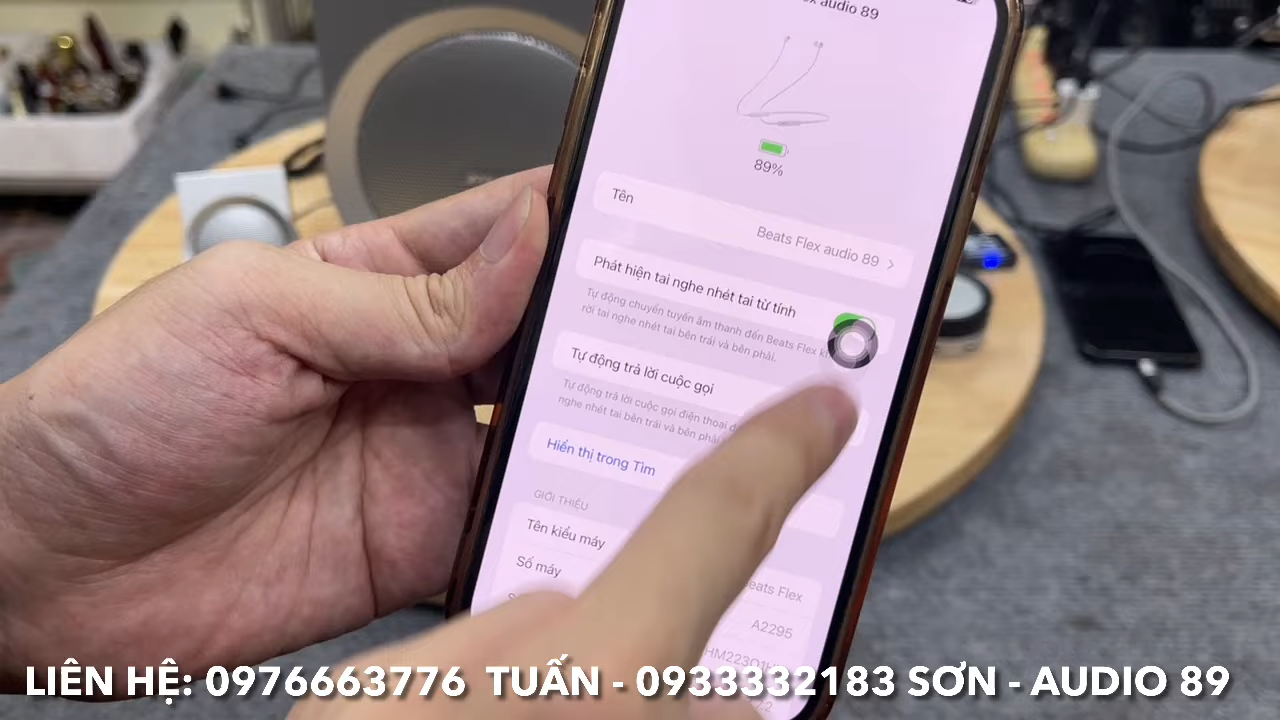 audio 89
89%
Tên
Beats Flex audio 89
Phát hiện tai nghe nhét tai từ tính
Tự động chuyển tuyến âm thanh đến Beats Flex
rời tai nghe nhét tai bên trái và bên phải.
Tự động trả lời cuộc gọi
Tự động trả lời cuộc gọi điện thoại
nghe nhét tai bên trái và bên phải
Hiển thị trong Tìm
GIỚI THIỆU
Tên kiểu máy
Beats Flex
Số máy
A2295
LIÊN HỆ: 0976663776 TUẤN - 0933332183 SƠN - AUDIO 89